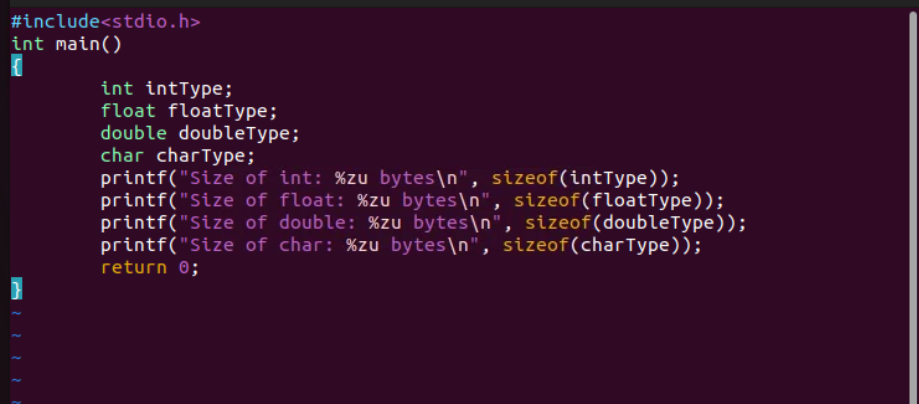 #include<stdio.h>
int main()
{
        int intType;
        float floatType;
        double doubleType;
        char charType;
        printf("Size of int: %zu bytes\n", sizeof(intType));
        printf("Size of float: %zu bytes\n", sizeof(floatType));
        printf("Size of double: %zu bytes\n", sizeof(doubleType));
        printf("Size of char: %zu bytes\n", sizeof(charType));
        return 0;
}
~
~
~
~
~